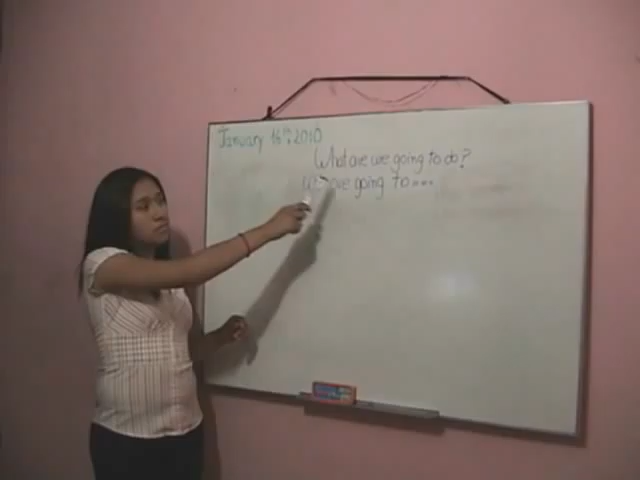 January 16th, 2010
What are we going to do?
We are going to...